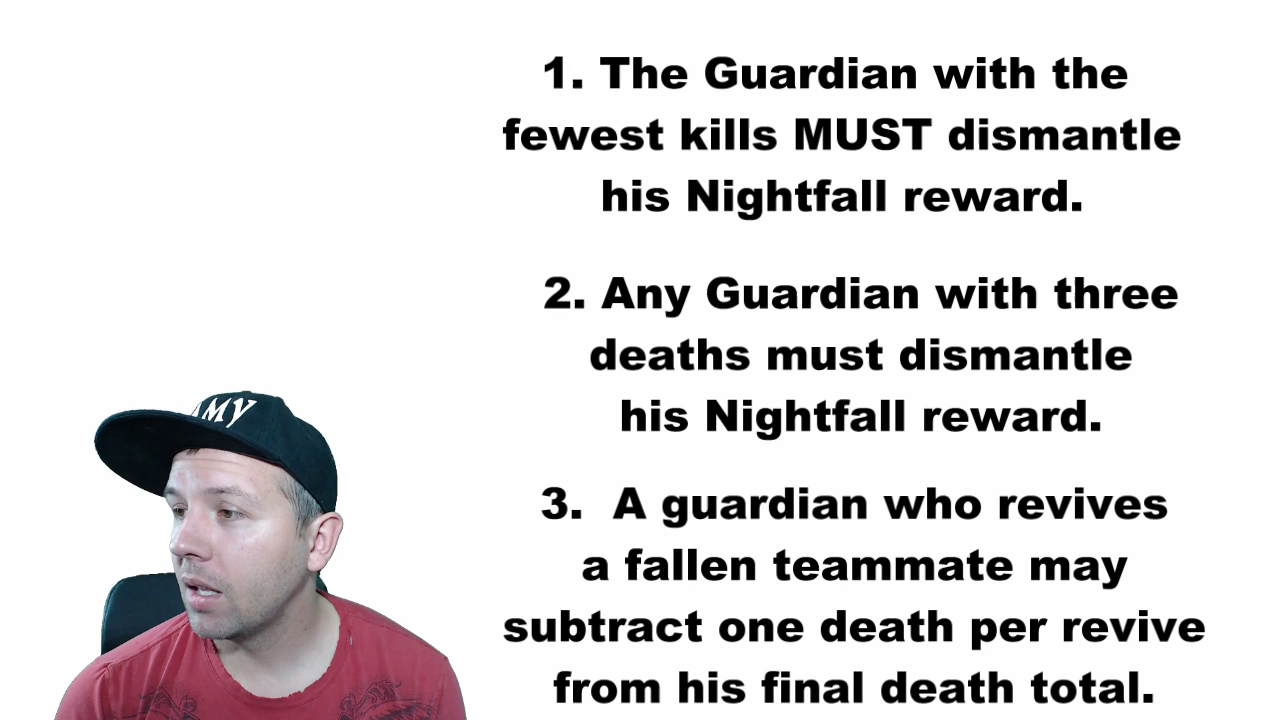 1. The Guardian with the
fewest kills MUST dismantle
his Nightfall reward.
2. Any Guardian with three
deaths must dismantle
his Nightfall reward.
3. A guardian who revives
a fallen teammate may
subtract one death per revive
from his final death total.